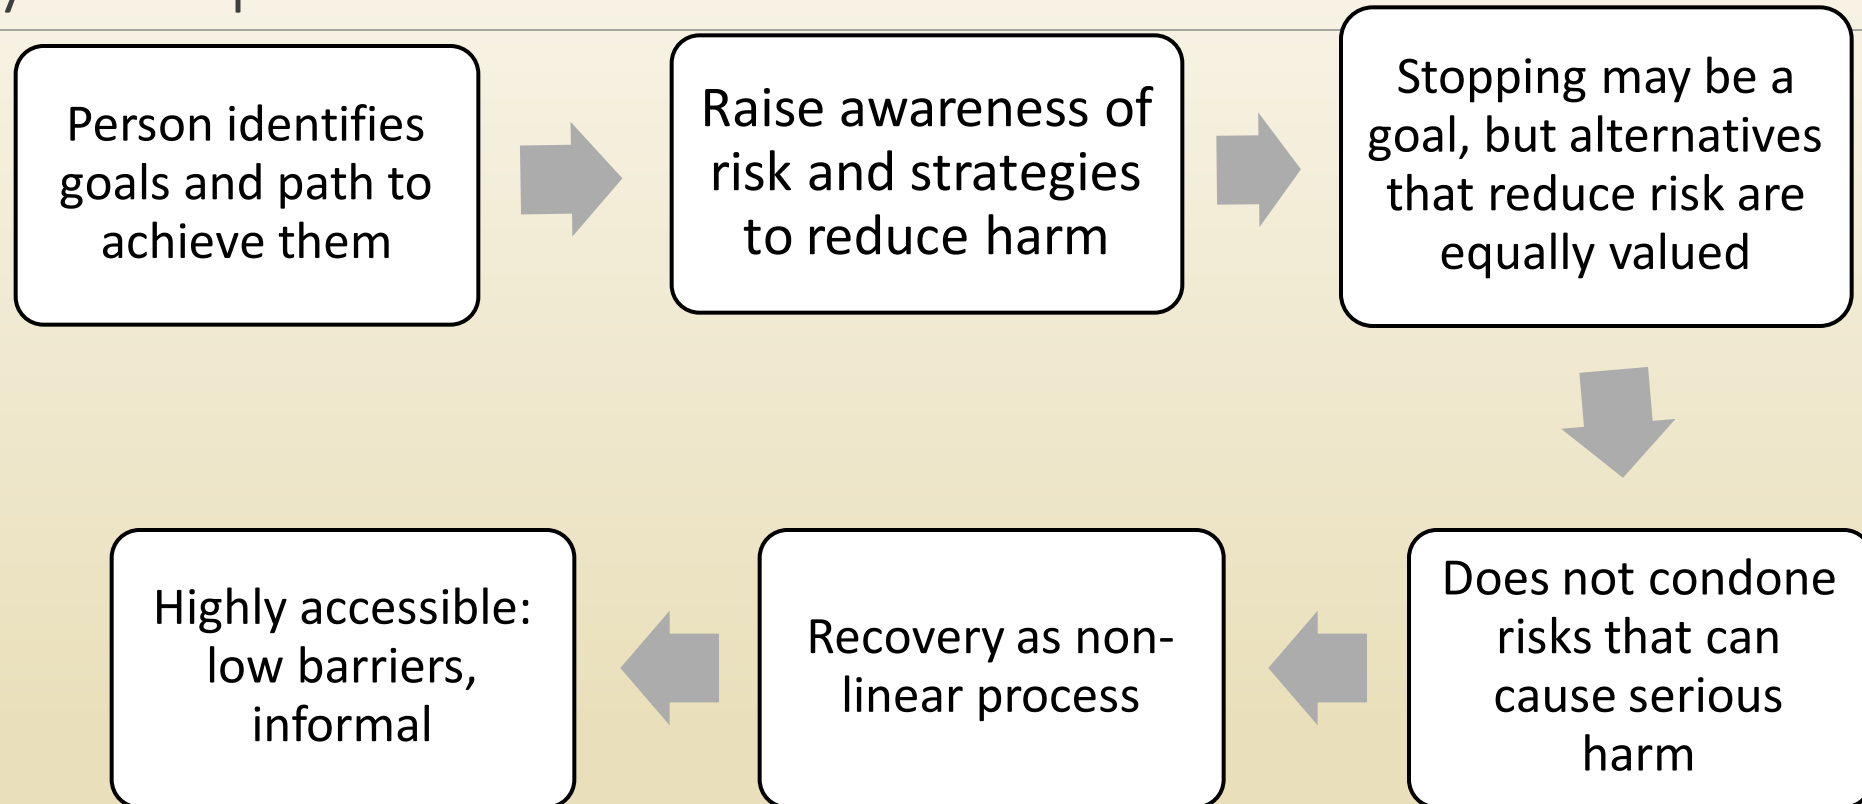 Person identifies
goals and path to
achieve them
Raise awareness of
risk and strategies
to reduce harm
Stopping may be a
goal, but alternatives
that reduce risk are
equally valued
Does not condone
risks that can
cause serious
harm
Recovery as non-
linear process
Highly accessible:
low barriers,
informal